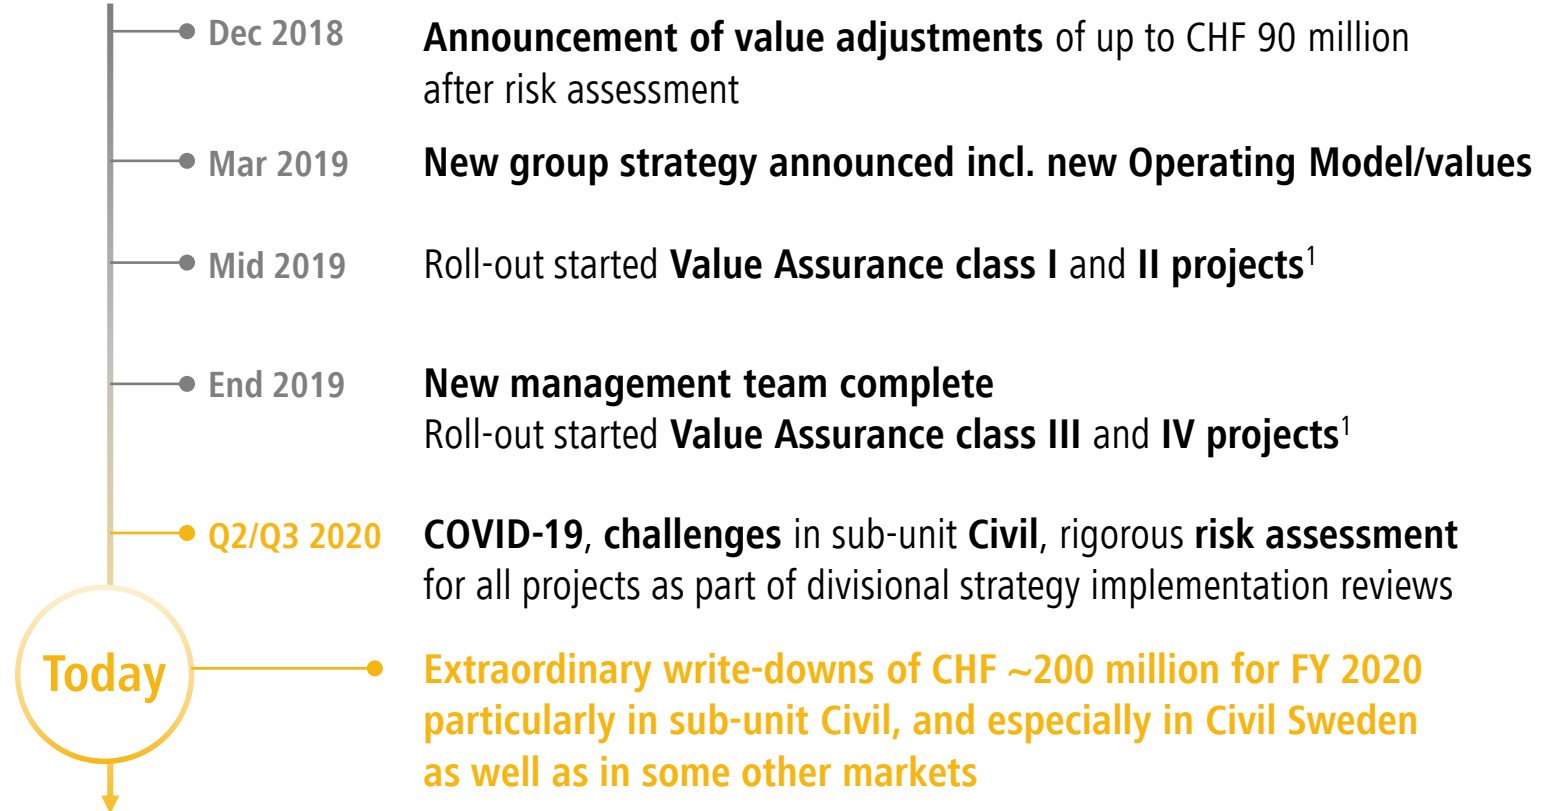 Dec 2018
Announcement of value adjustments of up to CHF 90 million
after risk assessment
Mar 2019
New group strategy announced incl. new Operating Model/values
Mid 2019
Roll-out started Value Assurance class I and II projects¹
End 2019
New management team complete
Roll-out started Value Assurance class III and IV projects¹
Q2/Q3 2020
COVID-19, challenges in sub-unit Civil, rigorous risk assessment
for all projects as part of divisional strategy implementation reviews
Today
Extraordinary write-downs of CHF ~200 million for FY 2020
particularly in sub-unit Civil, and especially in Civil Sweden
as well as in some other markets